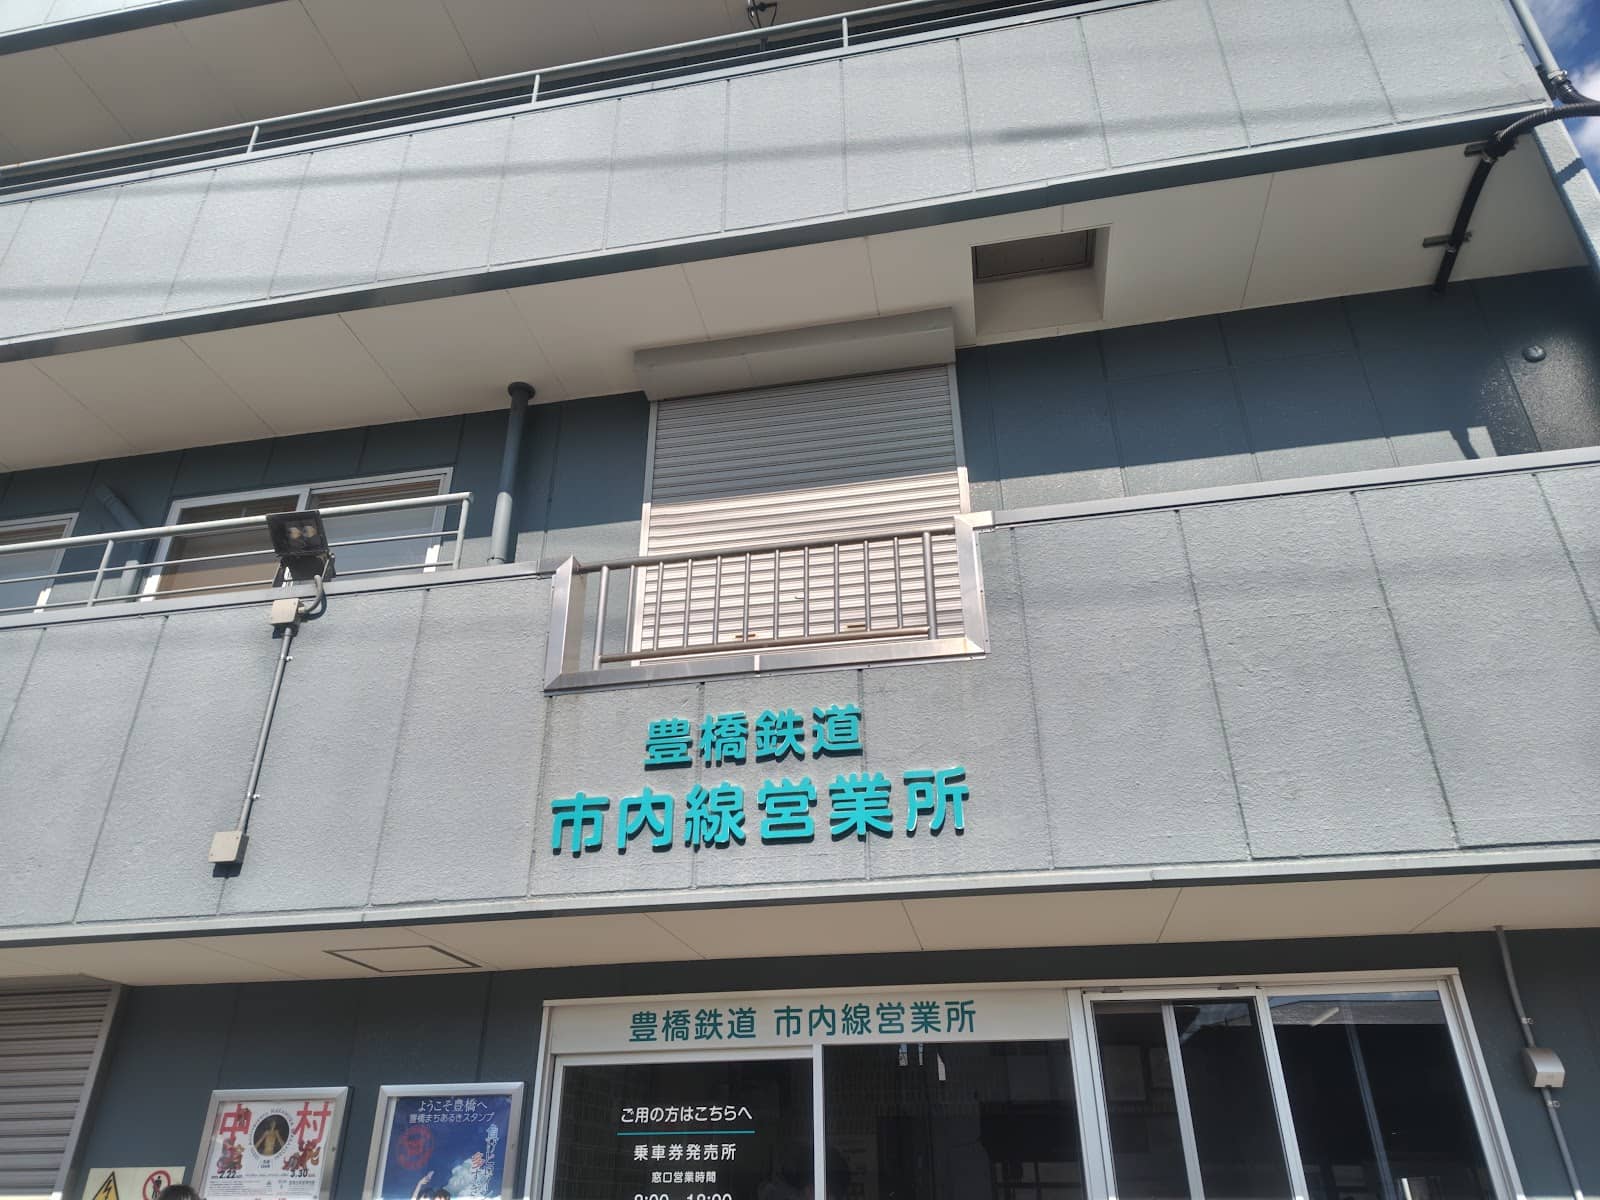 豊橋鉄道
市内線営業所
豊橋鉄道 市内線営業所
ご用の方はこちらへ
乗車券発売所
窓口営業時間
ようこそ豊橋へ
豊橋まちあるきスタンプ
中村